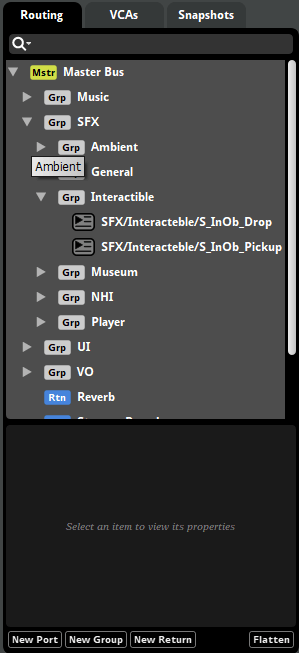 Routing VCAs Snapshots
Mstr Master Bus
Grp Music
Grp SFX
Grp Ambient
Ambient
General
Grp Interactible
SFX/Interacteble/S_InOb_Drop
SFX/Interacteble/S_InOb_Pickup
Grp Museum
Grp NHI
Grp Player
Grp UI
Grp VO
Rtn Reverb
Select an item to view its properties
New Port New Group New Return Flatten